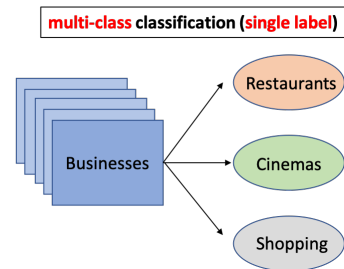 multi-class classification (single label)
Restaurants
Businesses
Cinemas
Shopping